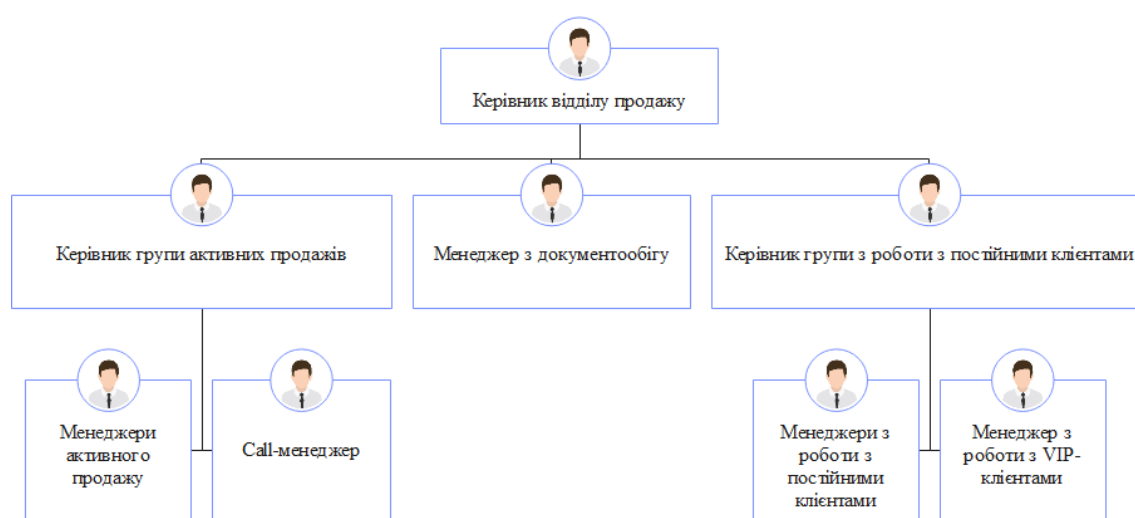 Керівник відділу продажу
Керівник групи активних продажів
Менеджер з документообігу
Керівник групи з роботи з постійними клієнтами
Менеджери
активного
продажу
Call-менеджер
Менеджери з
роботи з
постійними
клієнтами
Менеджер з
роботи з VIP-
клієнтами